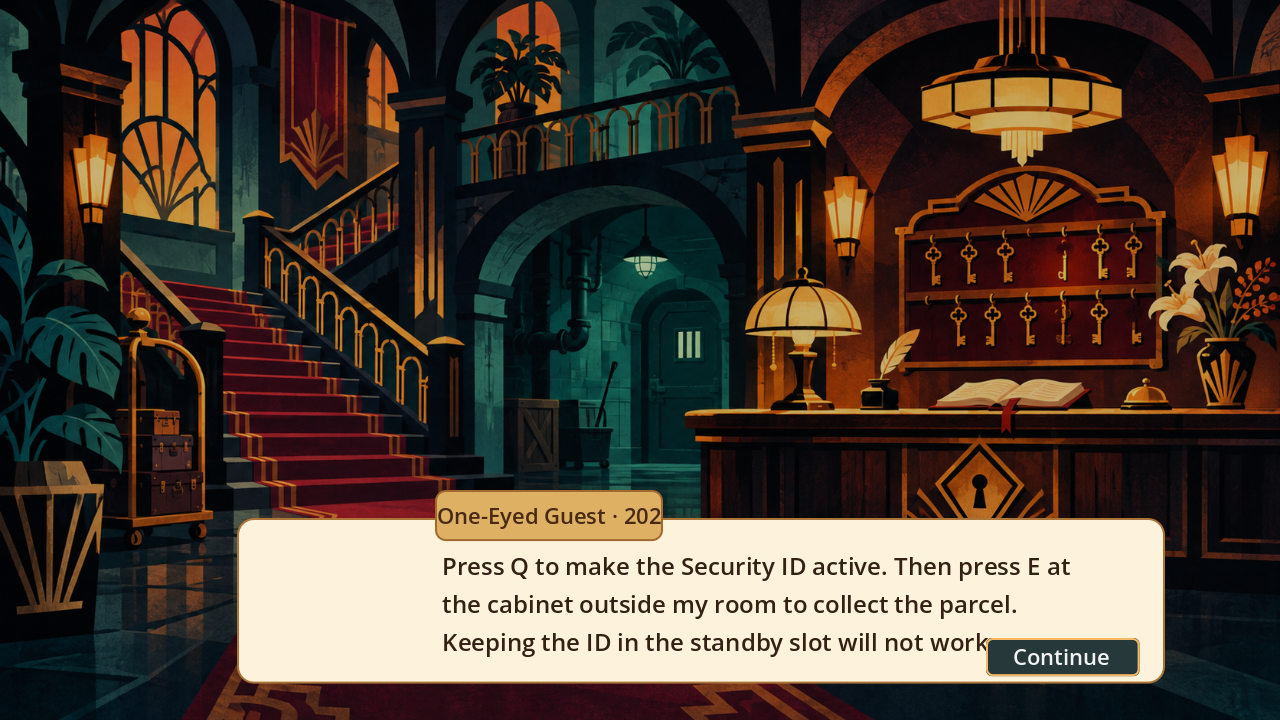 One-Eyed Guest · 202
Press Q to make the Security ID active. Then press E at
the cabinet outside my room to collect the parcel.
Keeping the ID in the standby slot will not work
Continue